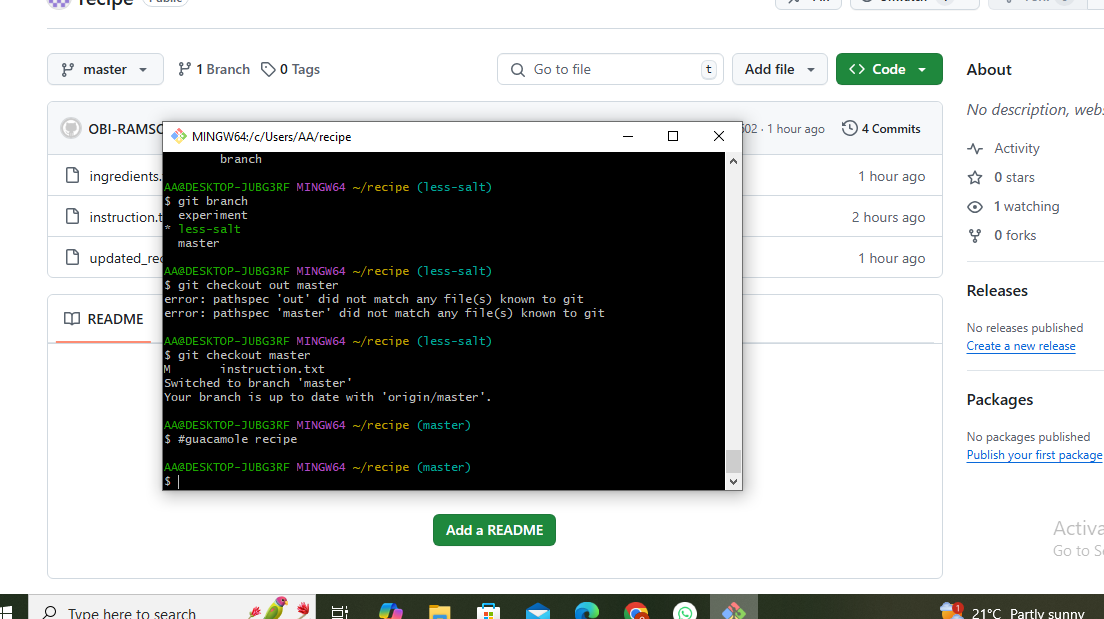 recipe
Public
master
1 Branch
0 Tags
Go to file
t
Add file
Code
About
No description, webs
OBI-RAMSO
602 · 1 hour ago
4 Commits
ingredients.
1 hour ago
instruction.t
2 hours ago
updated_rec
1 hour ago
README
Add a README
MINGW64:/c/Users/AA/recipe
branch
AA@DESKTOP-JUBG3RF MINGW64 ~/recipe (less-salt)
$ git branch
experiment
* less-salt
master
AA@DESKTOP-JUBG3RF MINGW64 ~/recipe (less-salt)
$ git checkout out master
error: pathspec 'out' did not match any file(s) known to git
error: pathspec 'master' did not match any file(s) known to git
AA@DESKTOP-JUBG3RF MINGW64 ~/recipe (less-salt)
$ git checkout master
M instruction.txt
Switched to branch 'master'
Your branch is up to date with 'origin/master'.
AA@DESKTOP-JUBG3RF MINGW64 ~/recipe (master)
$ #guacamole recipe
AA@DESKTOP-JUBG3RF MINGW64 ~/recipe (master)
$
Activity
0 stars
1 watching
0 forks
Releases
No releases published
Create a new release
Packages
No packages published
Publish your first package
Activa
Go to Se
Type here to search
1
21°C Partly sunny